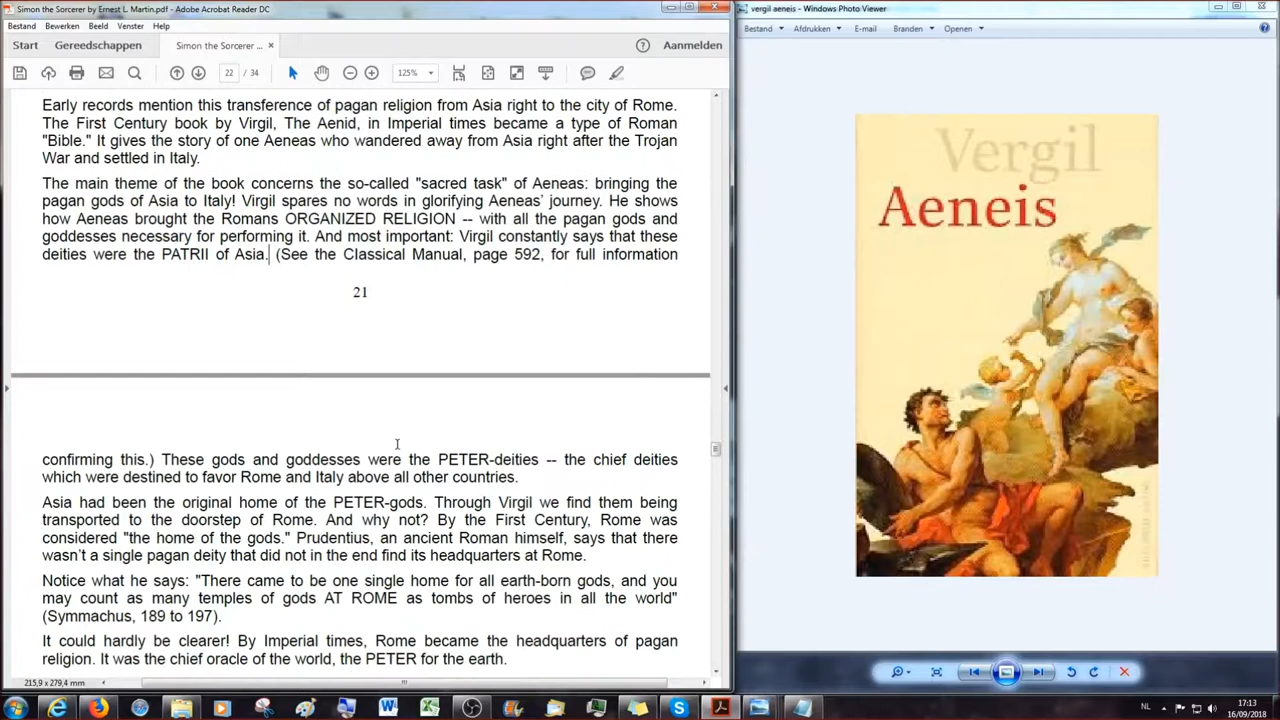 Simon the Sorcerer by Ernest L. Martin.pdf - Adobe Acrobat Reader DC
Bestand Bewerken Beeld Venster Help
Start Gereedschappen Simon the Sorcerer ... × Aanmelden
22 / 34 125%
Early records mention this transference of pagan religion from Asia right to the city of Rome.
The First Century book by Virgil, The Aenid, in Imperial times became a type of Roman
"Bible." It gives the story of one Aeneas who wandered away from Asia right after the Trojan
War and settled in Italy.
The main theme of the book concerns the so-called "sacred task" of Aeneas: bringing the
pagan gods of Asia to Italy! Virgil spares no words in glorifying Aeneas' journey. He shows
how Aeneas brought the Romans ORGANIZED RELIGION -- with all the pagan gods and
goddesses necessary for performing it. And most important: Virgil constantly says that these
deities were the PATRII of Asia. (See the Classical Manual, page 592, for full information
21
confirming this.) These gods and goddesses were the PETER-deities -- the chief deities
which were destined to favor Rome and Italy above all other countries.
Asia had been the original home of the PETER-gods. Through Virgil we find them being
transported to the doorstep of Rome. And why not? By the First Century, Rome was
considered "the home of the gods." Prudentius, an ancient Roman himself, says that there
wasn't a single pagan deity that did not in the end find its headquarters at Rome.
Notice what he says: "There came to be one single home for all earth-born gods, and you
may count as many temples of gods AT ROME as tombs of heroes in all the world"
(Symmachus, 189 to 197).
It could hardly be clearer! By Imperial times, Rome became the headquarters of pagan
religion. It was the chief oracle of the world, the PETER for the earth.
215,9 x 279,4 mm
vergil aeneis - Windows Photo Viewer
Bestand Afdrukken E-mail Branden Openen
Vergil
Aeneis
NL 17:13
16/09/2018